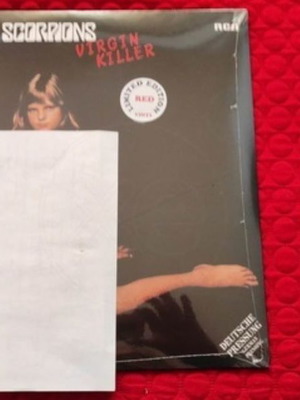 SCORPIONS
RCA
VIRGIN
KILLER
LIMITED EDITION
RED
VINYL
DEUTSCHE
PRESSUNG